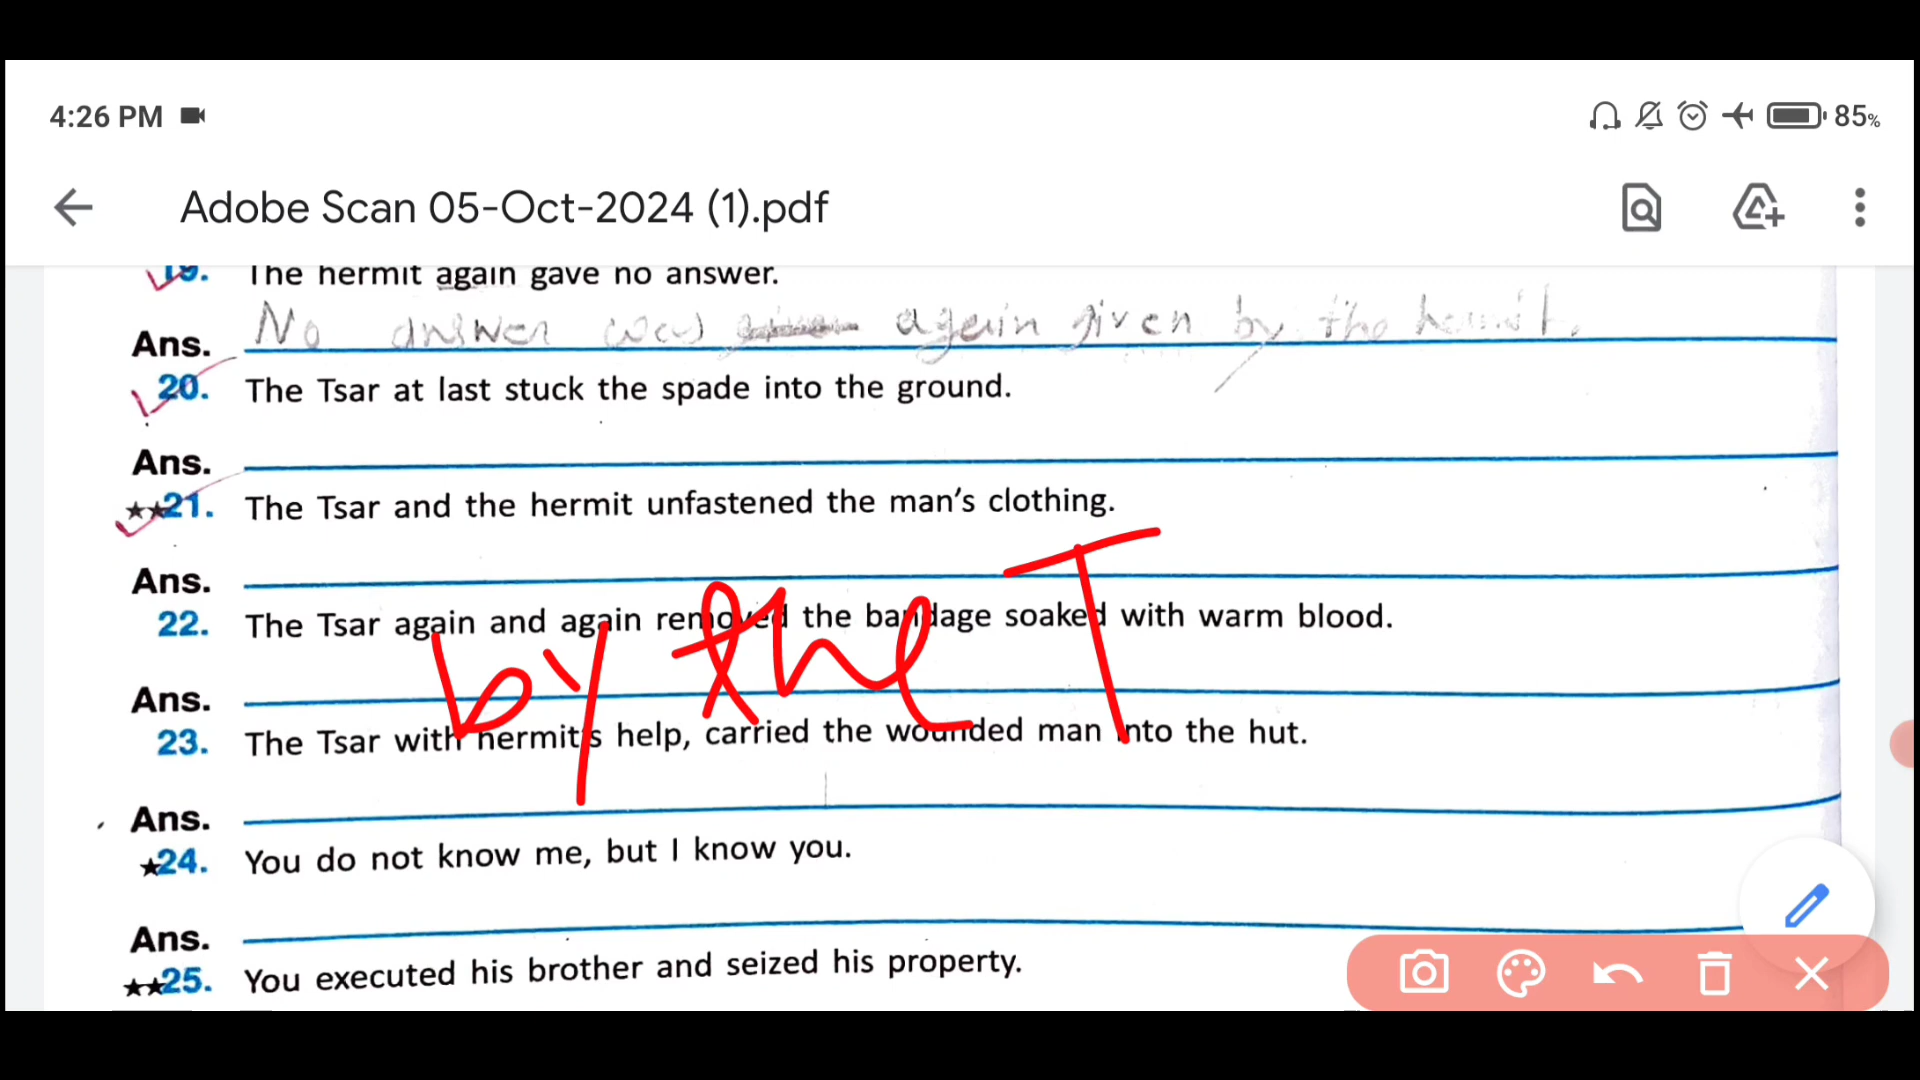 4:26 PM
85%
Adobe Scan 05-Oct-2024 (1).pdf
19. The hermit again gave no answer.
Ans. No answer was again given by the hermit.
20. The Tsar at last stuck the spade into the ground.
Ans.
★★21. The Tsar and the hermit unfastened the man's clothing.
Ans.
22. The Tsar again and again removed the bandage soaked with warm blood.
by the T
Ans.
23. The Tsar with hermit's help, carried the wounded man into the hut.
Ans.
★24. You do not know me, but I know you.
Ans.
★★25. You executed his brother and seized his property.